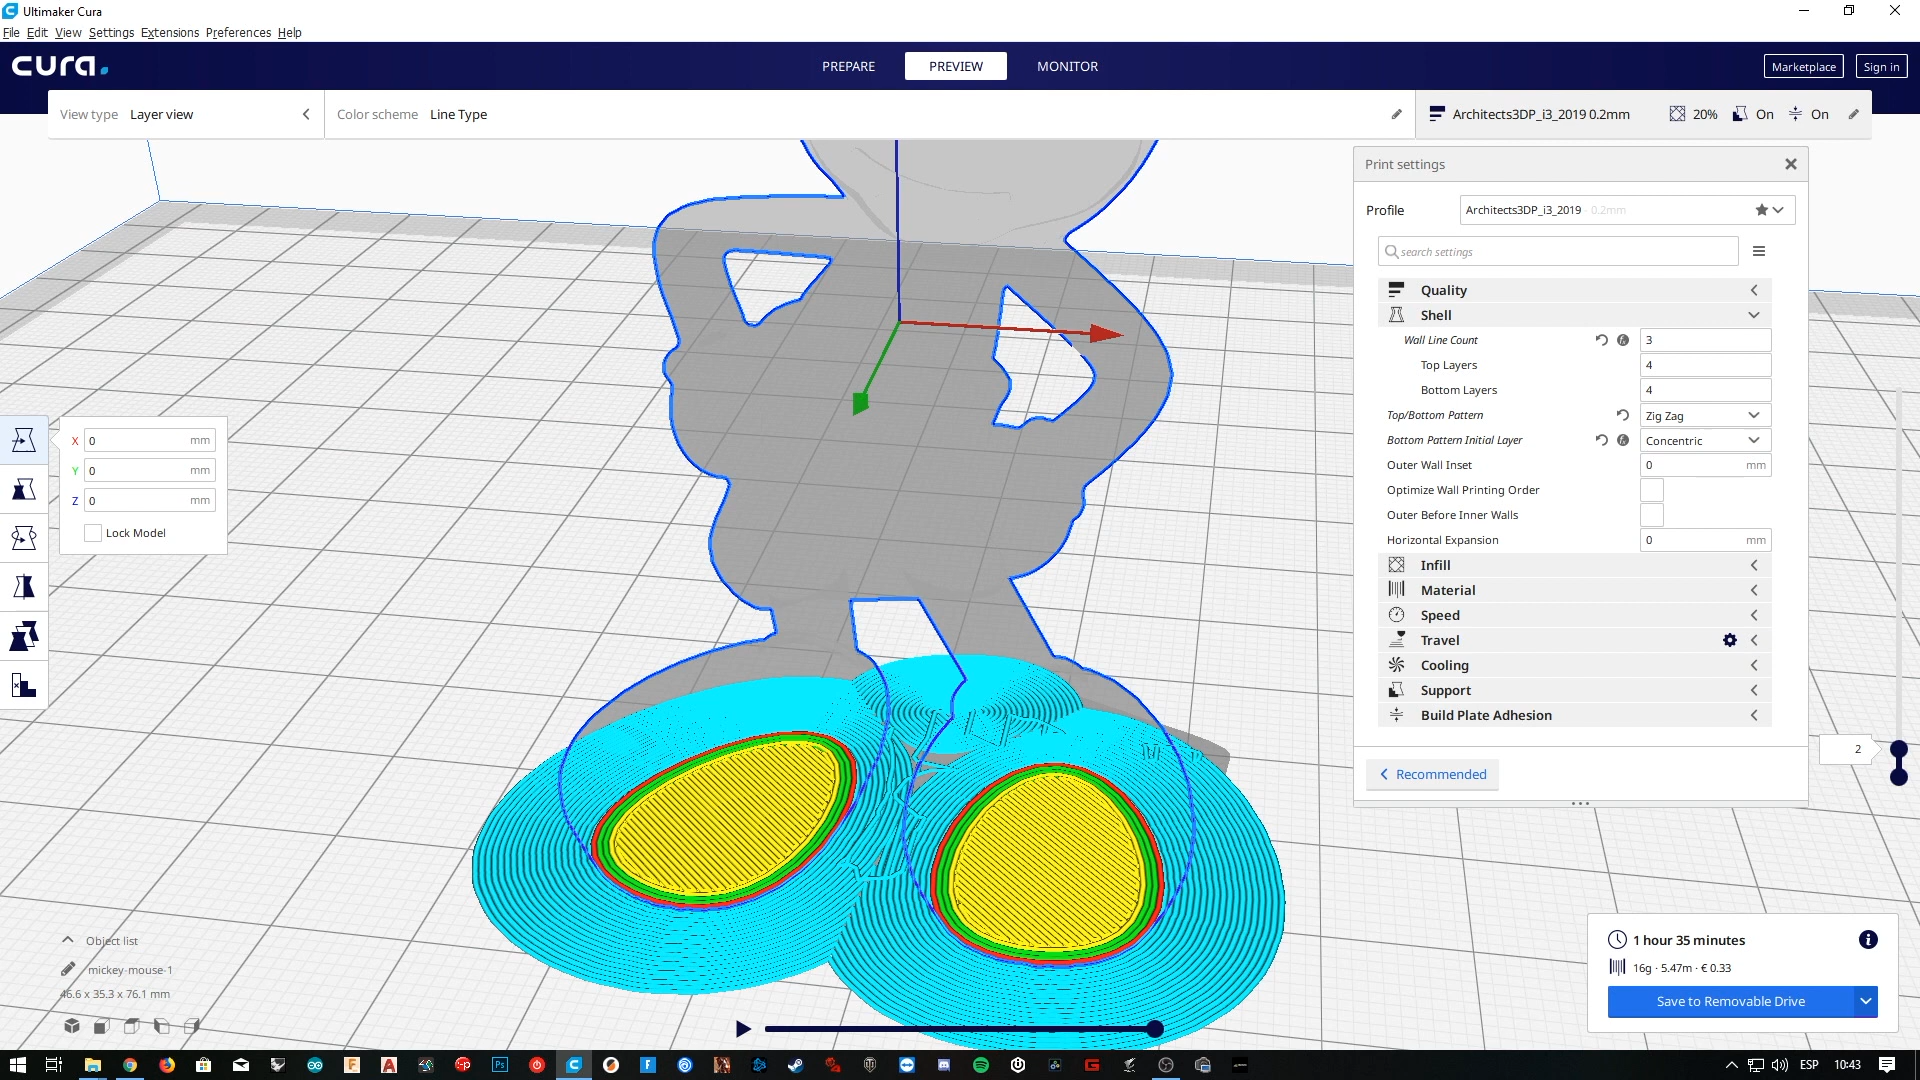 Ultimaker Cura
File Edit View Settings Extensions Preferences Help
cura.
PREPARE
PREVIEW
MONITOR
Marketplace
Sign in
View type Layer view
Color scheme Line Type
Architects3DP_i3_2019 0.2mm
20%
On
On
Print settings
Profile
Architects3DP_i3_2019 - 0.2mm
search settings
Quality
Shell
Wall Line Count 3
Top Layers 4
Bottom Layers 4
Top/Bottom Pattern Zig Zag
Bottom Pattern Initial Layer Concentric
Outer Wall Inset 0 mm
Optimize Wall Printing Order
Outer Before Inner Walls
Horizontal Expansion 0 mm
Infill
Material
Speed
Travel
Cooling
Support
Build Plate Adhesion
Recommended
X 0 mm
Y 0 mm
Z 0 mm
Lock Model
2
Object list
mickey-mouse-1
46.6 x 35.3 x 76.1 mm
1 hour 35 minutes
16g · 5.47m · € 0.33
Save to Removable Drive
ESP
10:43